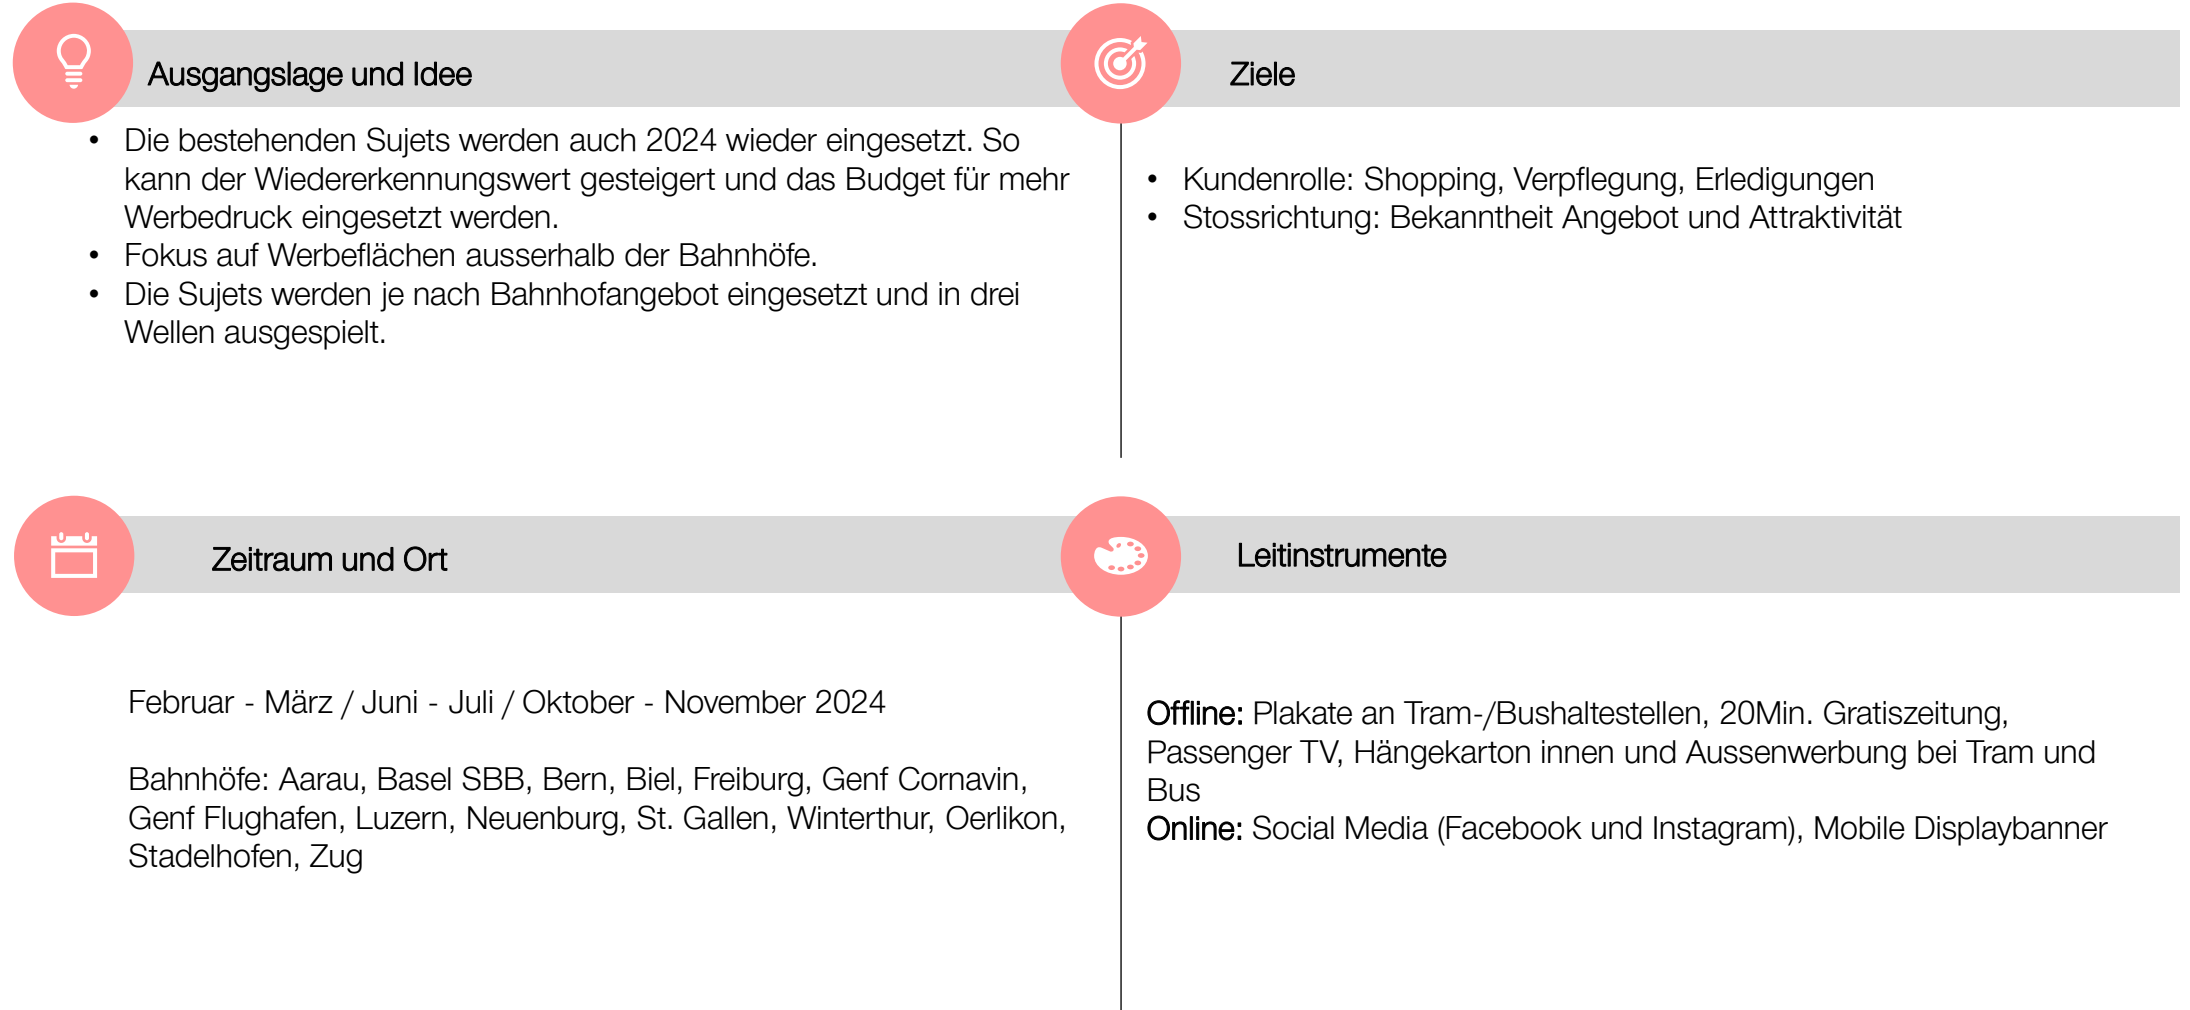 Ausgangslage und Idee
• Die bestehenden Sujets werden auch 2024 wieder eingesetzt. So
kann der Wiedererkennungswert gesteigert und das Budget für mehr
Werbedruck eingesetzt werden.
• Fokus auf Werbeflächen ausserhalb der Bahnhöfe.
• Die Sujets werden je nach Bahnhofangebot eingesetzt und in drei
Wellen ausgespielt.
Ziele
• Kundenrolle: Shopping, Verpflegung, Erledigungen
• Stossrichtung: Bekanntheit Angebot und Attraktivität
Zeitraum und Ort
Februar - März / Juni - Juli / Oktober - November 2024
Bahnhöfe: Aarau, Basel SBB, Bern, Biel, Freiburg, Genf Cornavin,
Genf Flughafen, Luzern, Neuenburg, St. Gallen, Winterthur, Oerlikon,
Stadelhofen, Zug
Leitinstrumente
Offline: Plakate an Tram-/Bushaltestellen, 20Min. Gratiszeitung,
Passenger TV, Hängekarton innen und Aussenwerbung bei Tram und
Bus
Online: Social Media (Facebook und Instagram), Mobile Displaybanner